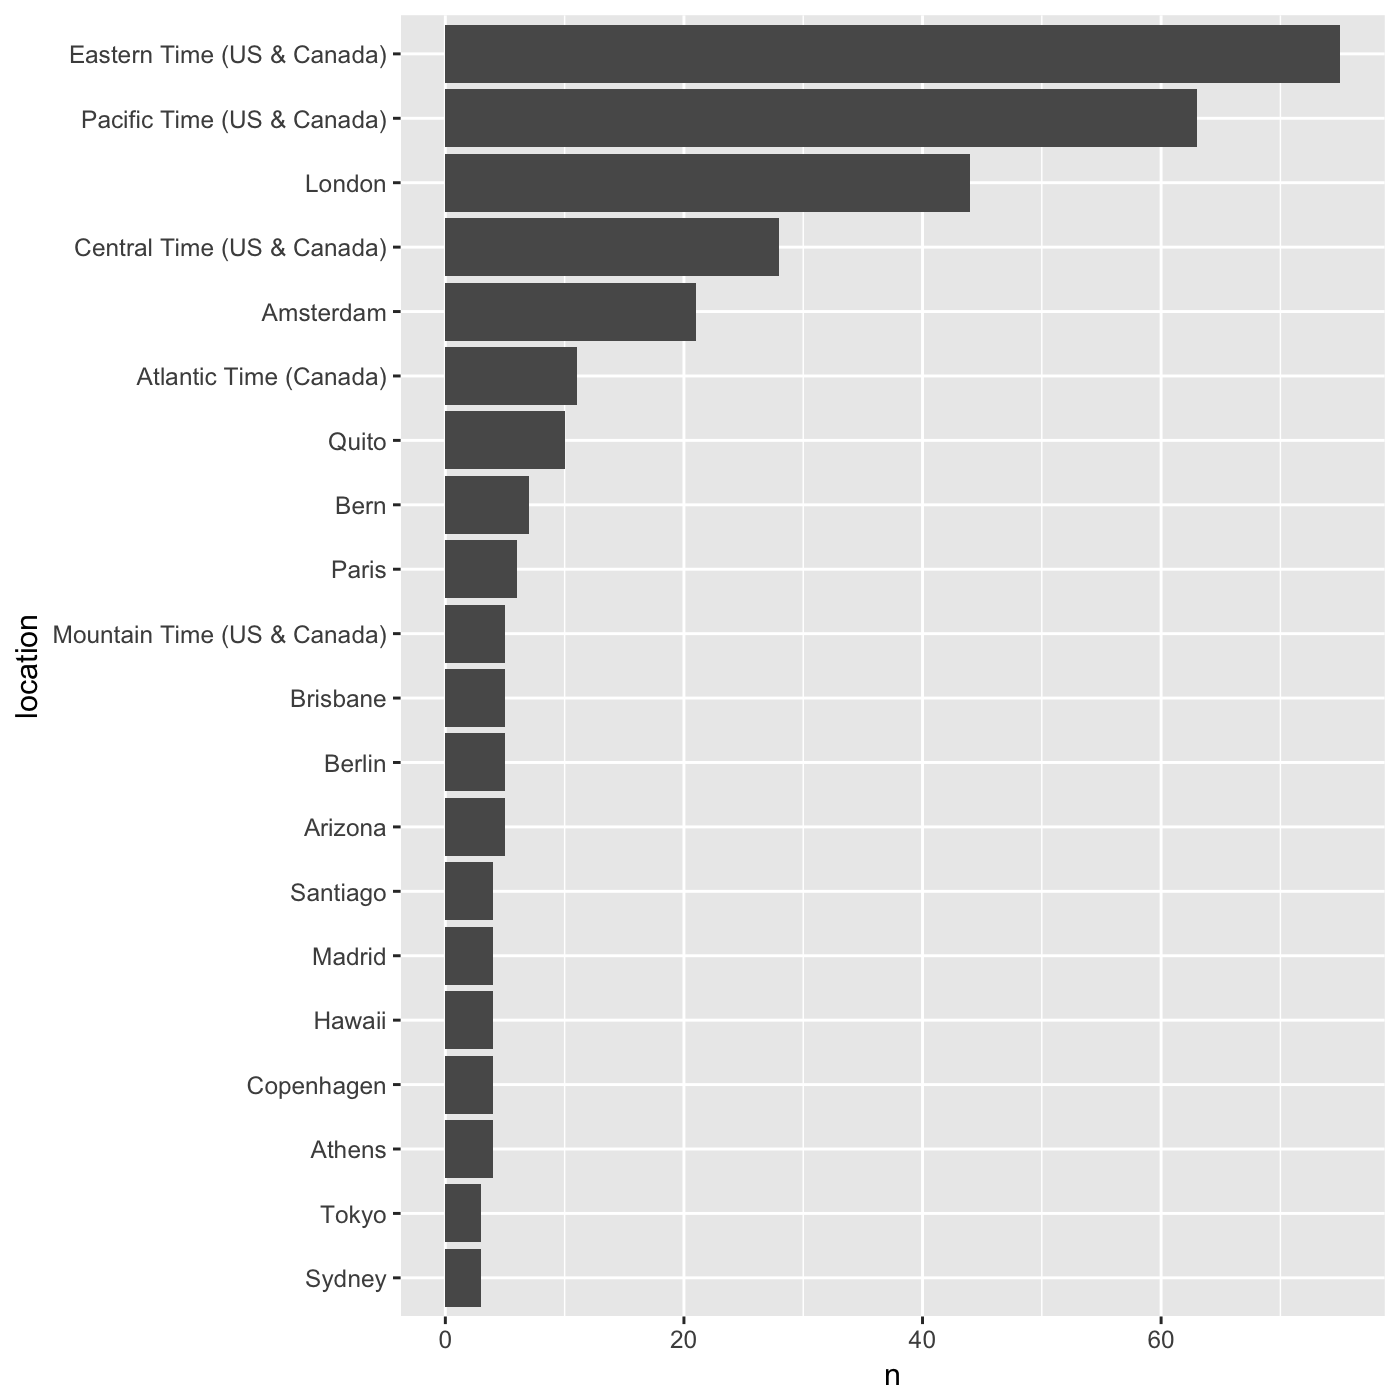 Eastern Time (US & Canada)
Pacific Time (US & Canada)
London
Central Time (US & Canada)
Amsterdam
Atlantic Time (Canada)
Quito
Bern
Paris
Mountain Time (US & Canada)
Brisbane
Berlin
Arizona
Santiago
Madrid
Hawaii
Copenhagen
Athens
Tokyo
Sydney
location
0 20 40 60
n